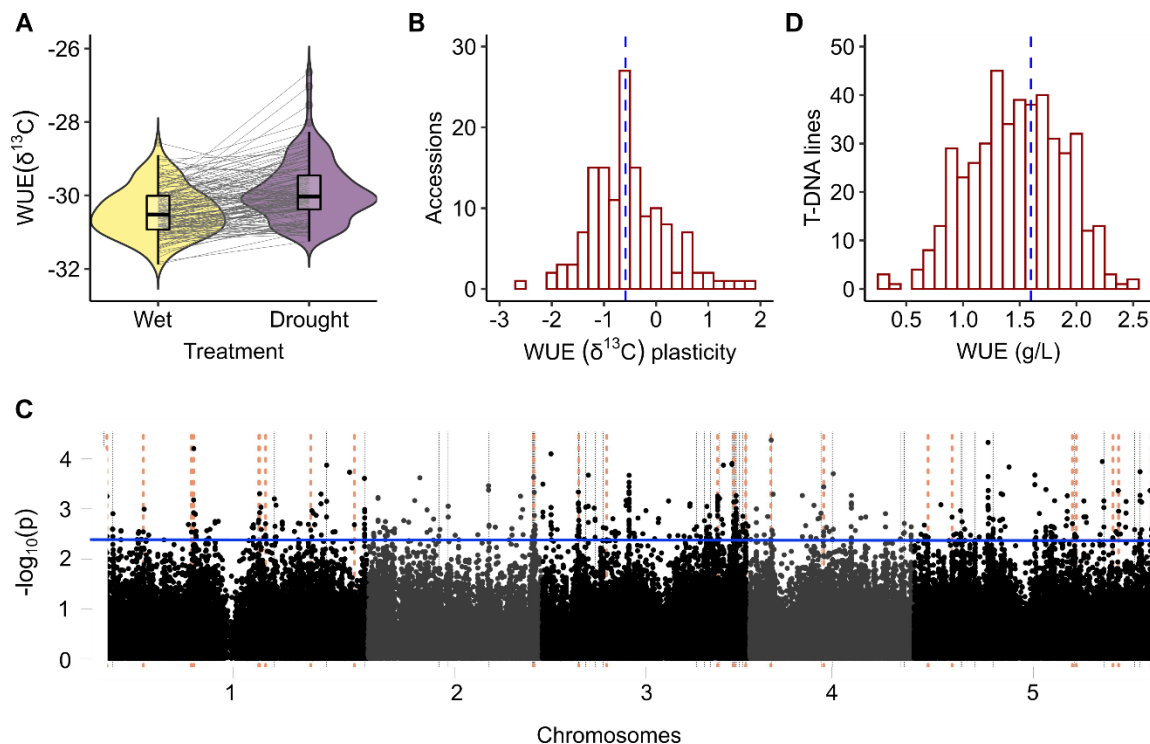 A
WUE(δ¹³C)
-26
-28
-30
-32
Wet
Drought
Treatment
B
Accessions
30
20
10
0
-3
-2
-1
0
1
2
WUE (δ¹³C) plasticity
D
T-DNA lines
50
40
30
20
10
0
0.5
1.0
1.5
2.0
2.5
WUE (g/L)
C
-log₁₀(p)
4
3
2
1
0
1
2
3
4
5
Chromosomes